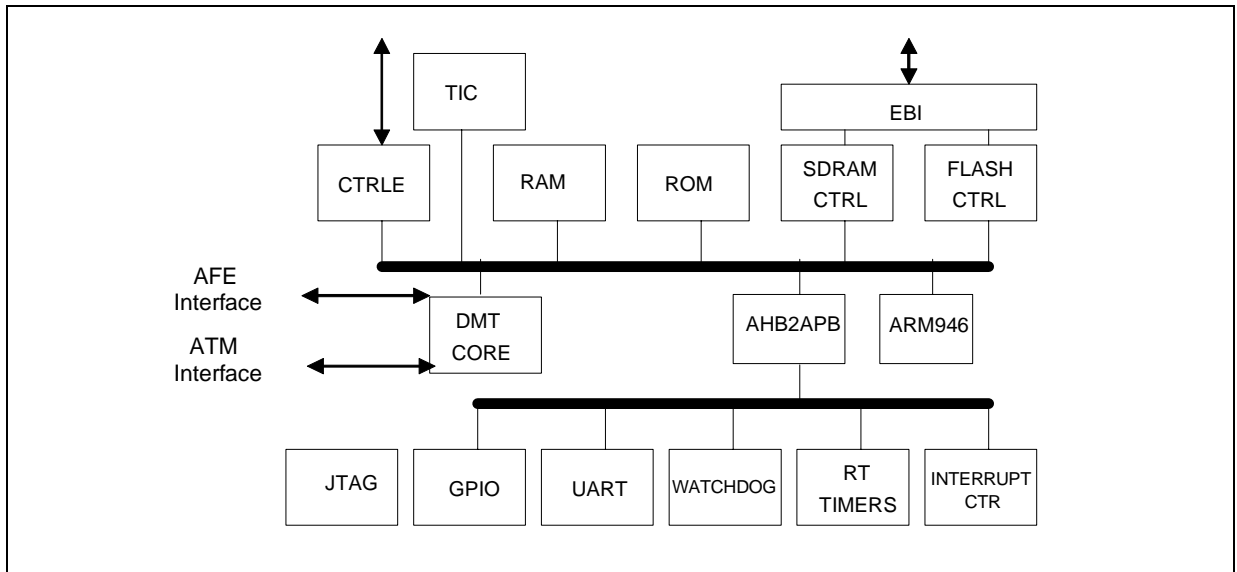 TIC
EBI
CTRLE
RAM
ROM
SDRAM
CTRL
FLASH
CTRL
AFE
Interface
ATM
Interface
DMT
CORE
AHB2APB
ARM946
JTAG
GPIO
UART
WATCHDOG
RT
TIMERS
INTERRUPT
CTR